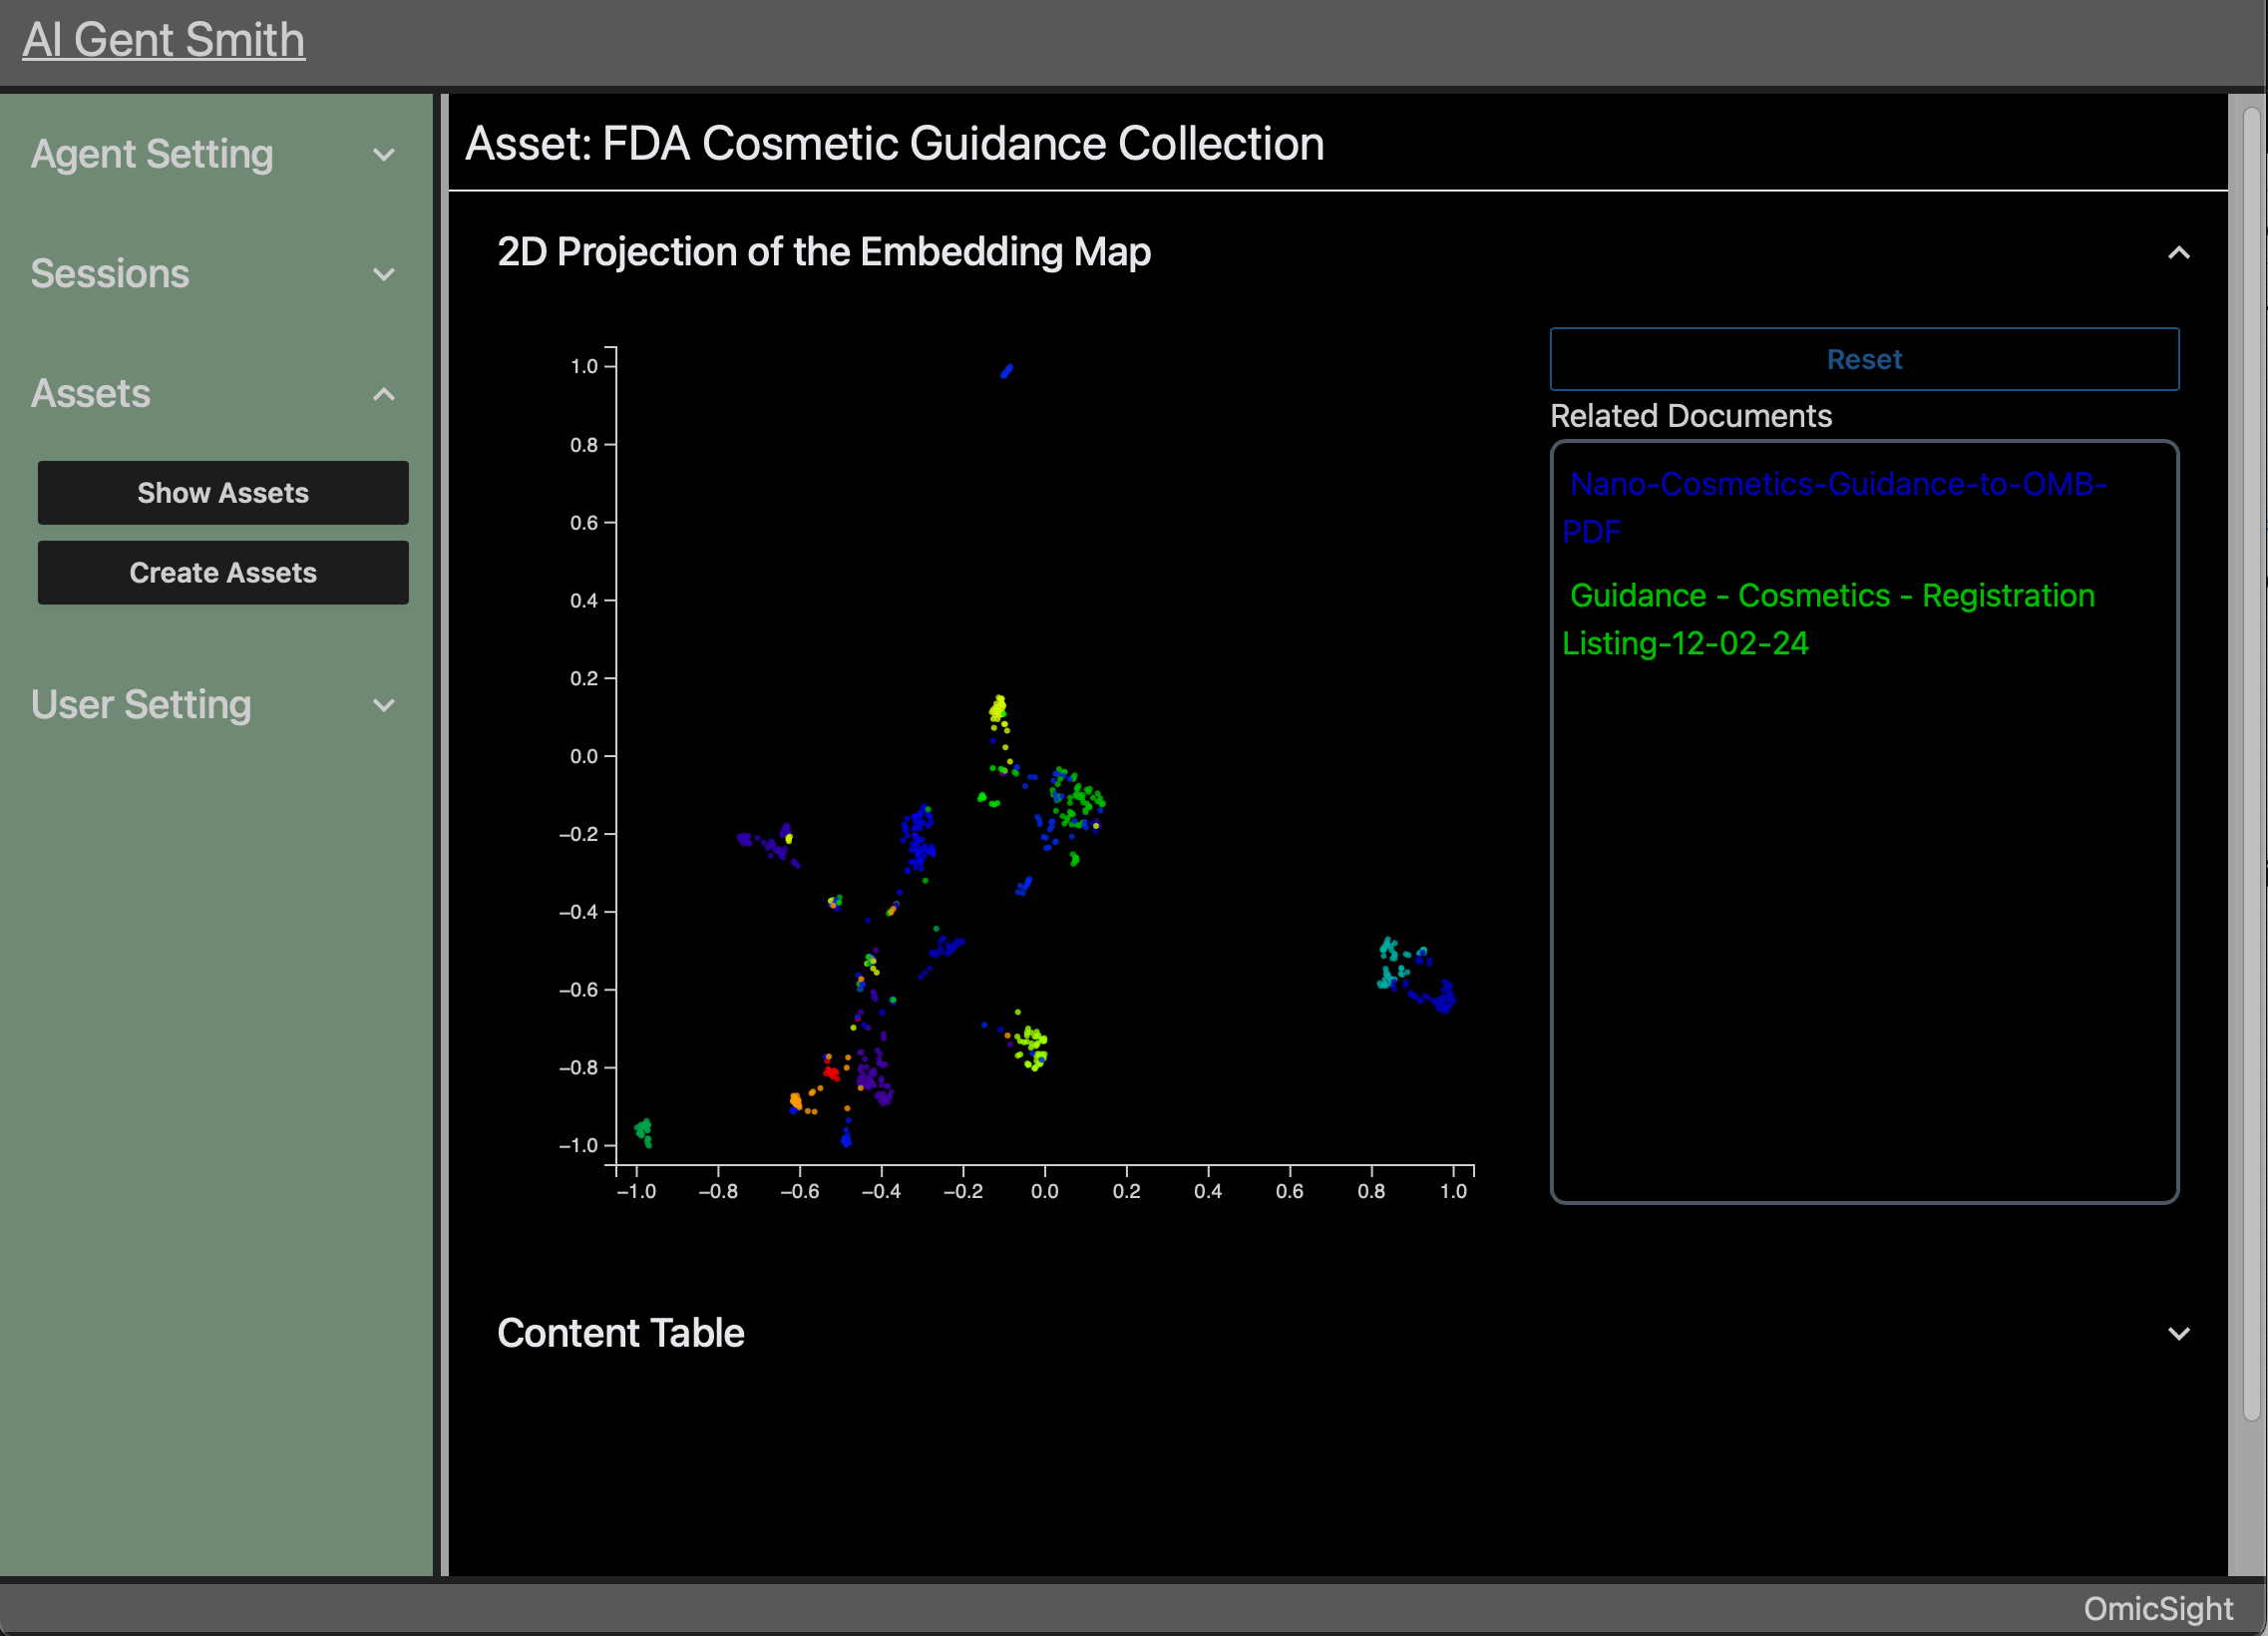 AI Gent Smith
Agent Setting
Sessions
Assets
Show Assets
Create Assets
User Setting
Asset: FDA Cosmetic Guidance Collection
2D Projection of the Embedding Map
1.0
0.8
0.6
0.4
0.2
0.0
−0.2
−0.4
−0.6
−0.8
−1.0
−1.0 −0.8 −0.6 −0.4 −0.2 0.0 0.2 0.4 0.6 0.8 1.0
Reset
Related Documents
Nano-Cosmetics-Guidance-to-OMB-
PDF
Guidance - Cosmetics - Registration
Listing-12-02-24
Content Table
OmicSight